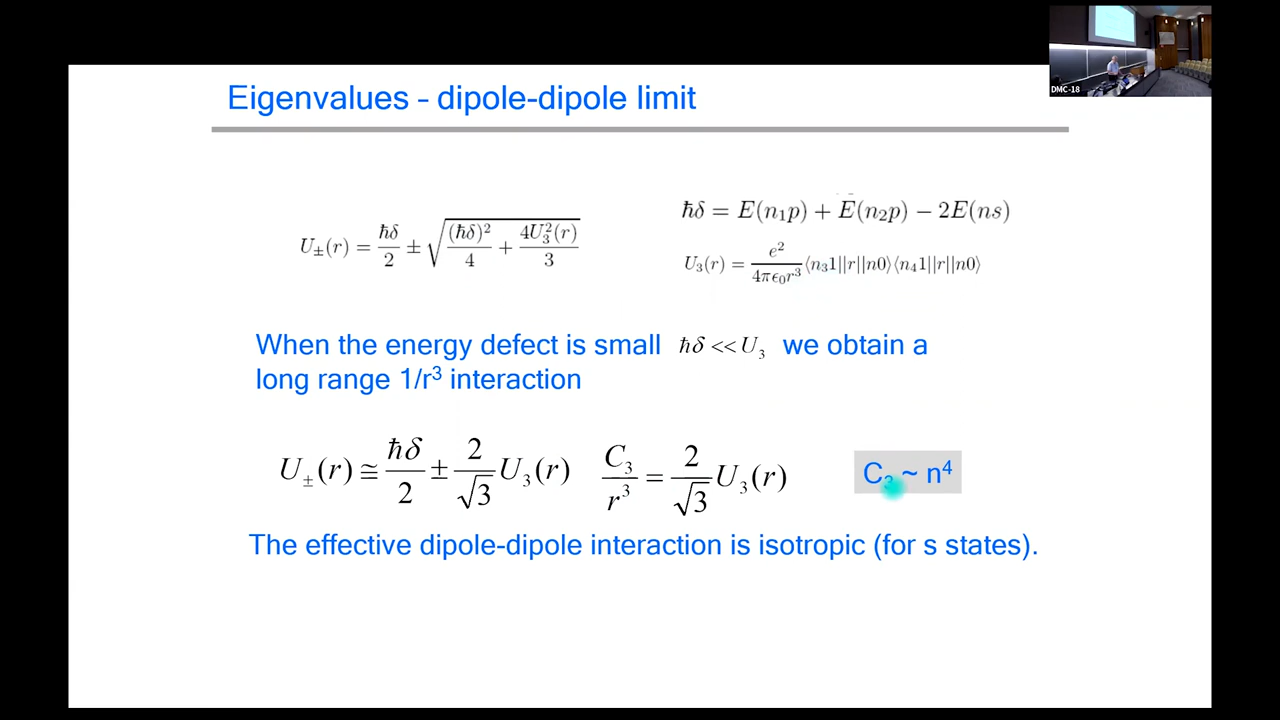 DMC-18
Eigenvalues - dipole-dipole limit
ħδ = E(n₁p) + E(n₂p) − 2E(ns)
U±(r) = ħδ/2 ± √((ħδ)²/4 + 4U₃²(r)/3)
U₃(r) = e²/(4πϵ₀r³) ⟨n₃1||r||n0⟩⟨n₄1||r||n0⟩
When the energy defect is small ħδ << U₃ we obtain a
long range 1/r³ interaction
U±(r) ≅ ħδ/2 ± 2/√3 U₃(r) C₃/r³ = 2/√3 U₃(r) C₃ ~ n⁴
The effective dipole-dipole interaction is isotropic (for s states).